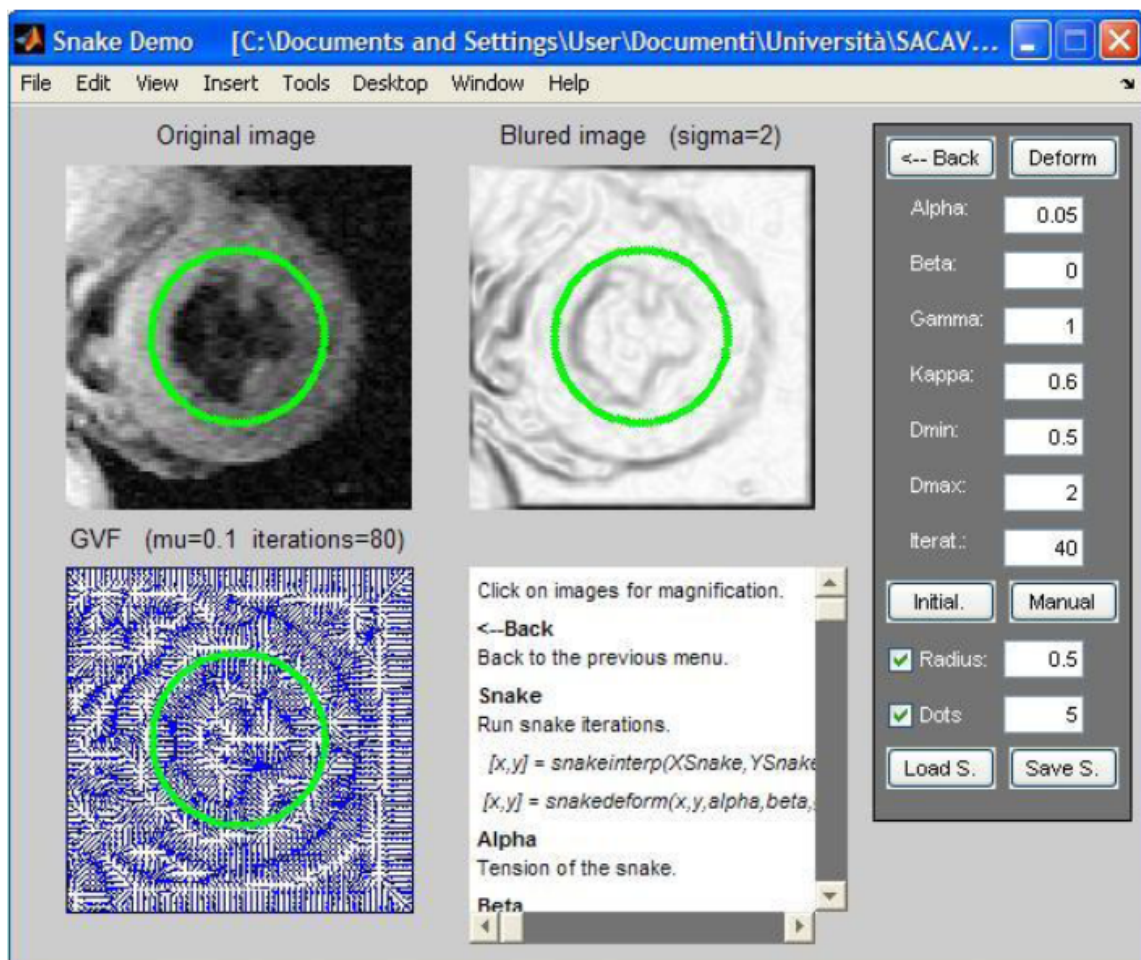 Snake Demo [C:\Documents and Settings\User\Documenti\Università\SACAV...
File Edit View Insert Tools Desktop Window Help
Original image
Blured image (sigma=2)
GVF (mu=0.1 iterations=80)
Click on images for magnification.
<--Back
Back to the previous menu.
Snake
Run snake iterations.
[x,y] = snakeinterp(XSnake,YSnake
[x,y] = snakedeform(x,y,alpha,beta,
Alpha
Tension of the snake.
Beta
<-- Back Deform
Alpha: 0.05
Beta: 0
Gamma: 1
Kappa: 0.6
Dmin: 0.5
Dmax: 2
Iterat.: 40
Initial. Manual
Radius: 0.5
Dots 5
Load S. Save S.